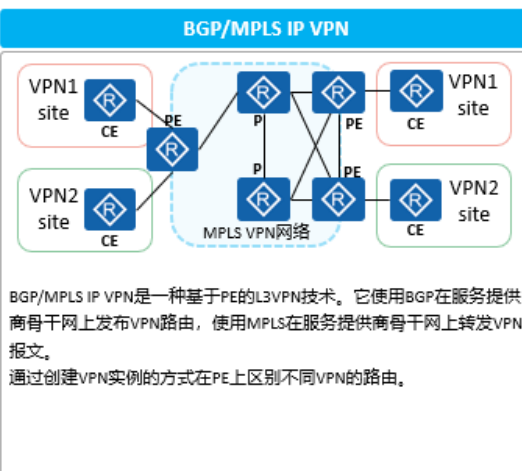 BGP/MPLS IP VPN
VPN1
site
CE
PE
P
PE
CE
VPN1
site
VPN2
site
CE
P
PE
CE
VPN2
site
MPLS VPN网络
BGP/MPLS IP VPN是一种基于PE的L3VPN技术。它使用BGP在服务提供
商骨干网上发布VPN路由，使用MPLS在服务提供商骨干网上转发VPN
报文。
通过创建VPN实例的方式在PE上区别不同VPN的路由。
R
R
R
R
R
R
R
R
R